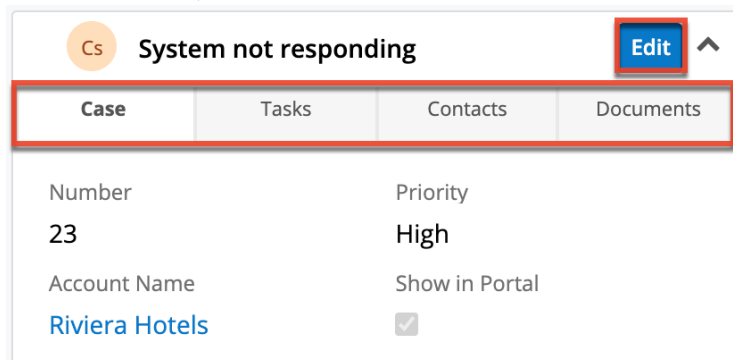 Cs System not responding Edit
Case Tasks Contacts Documents
Number Priority
23 High
Account Name Show in Portal
Riviera Hotels